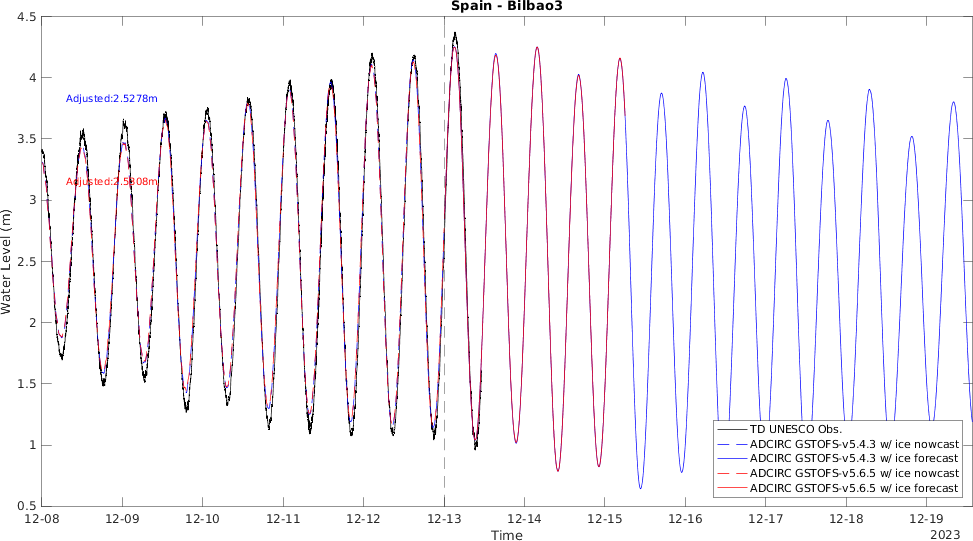 Spain - Bilbao3
4.5
4
3.5
3
2.5
2
1.5
1
0.5
Water Level (m)
Adjusted:2.5278m
Adjusted:2.5308m
TD UNESCO Obs.
ADCIRC GSTOFS-v5.4.3 w/ ice nowcast
ADCIRC GSTOFS-v5.4.3 w/ ice forecast
ADCIRC GSTOFS-v5.6.5 w/ ice nowcast
ADCIRC GSTOFS-v5.6.5 w/ ice forecast
12-08 12-09 12-10 12-11 12-12 12-13 12-14 12-15 12-16 12-17 12-18 12-19
Time
2023